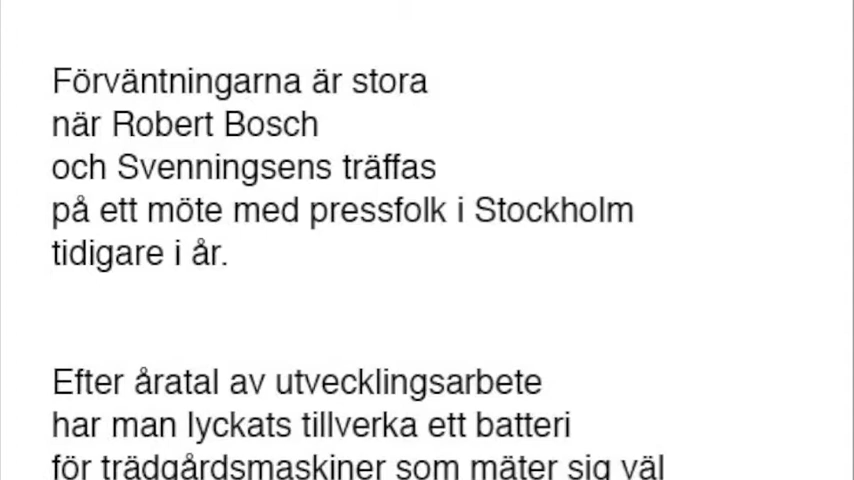 Förväntningarna är stora
när Robert Bosch
och Svenningsens träffas
på ett möte med pressfolk i Stockholm
tidigare i år.
Efter åratal av utvecklingsarbete
har man lyckats tillverka ett batteri
för trädgårdsmaskiner som mäter sig väl